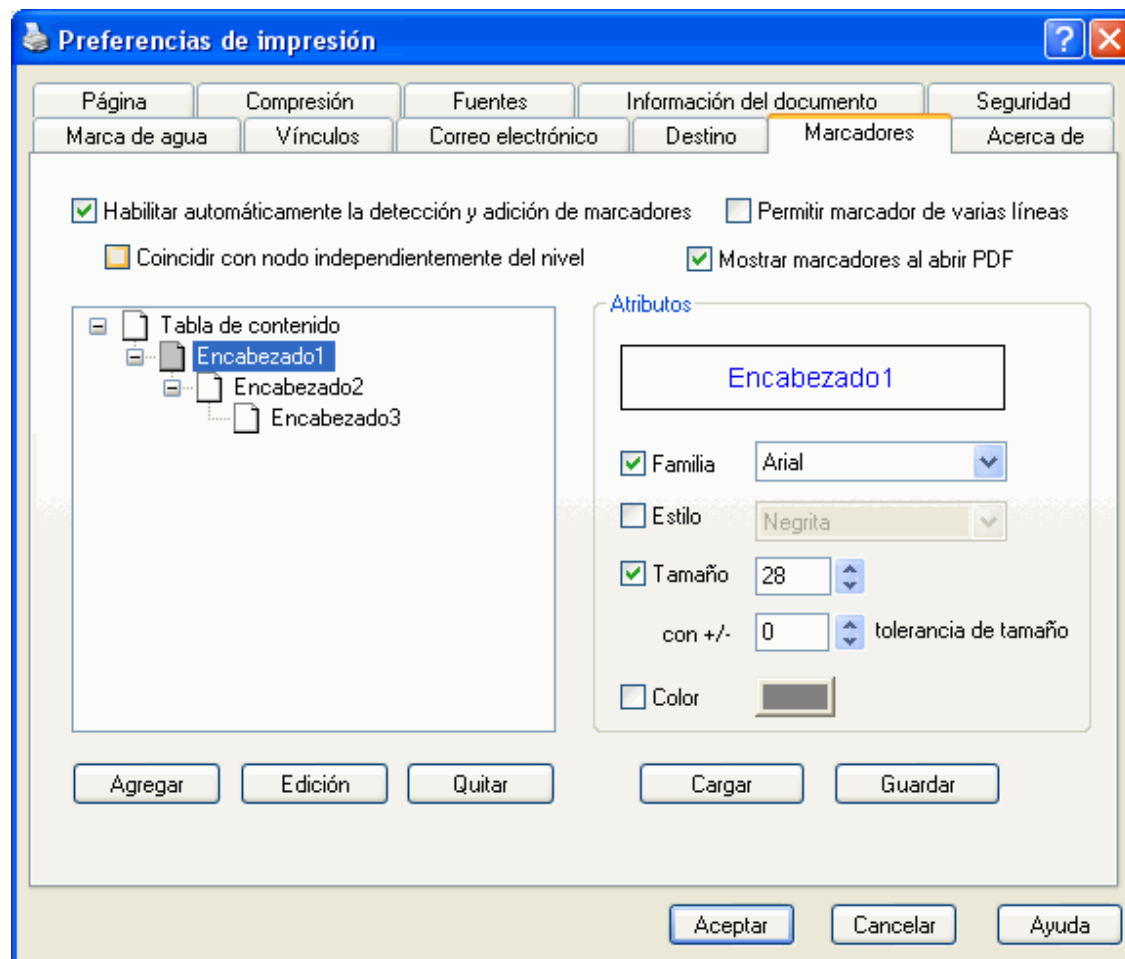 Preferencias de impresión
Página Compresión Fuentes Información del documento Seguridad
Marca de agua Vínculos Correo electrónico Destino Marcadores Acerca de
Habilitar automáticamente la detección y adición de marcadores Permitir marcador de varias líneas
Coincidir con nodo independientemente del nivel Mostrar marcadores al abrir PDF
Tabla de contenido
Encabezado1
Encabezado2
Encabezado3
Atributos
Encabezado1
Familia Arial
Estilo Negrita
Tamaño 28
con +/- 0 tolerancia de tamaño
Color
Agregar Edición Quitar Cargar Guardar
Aceptar Cancelar Ayuda